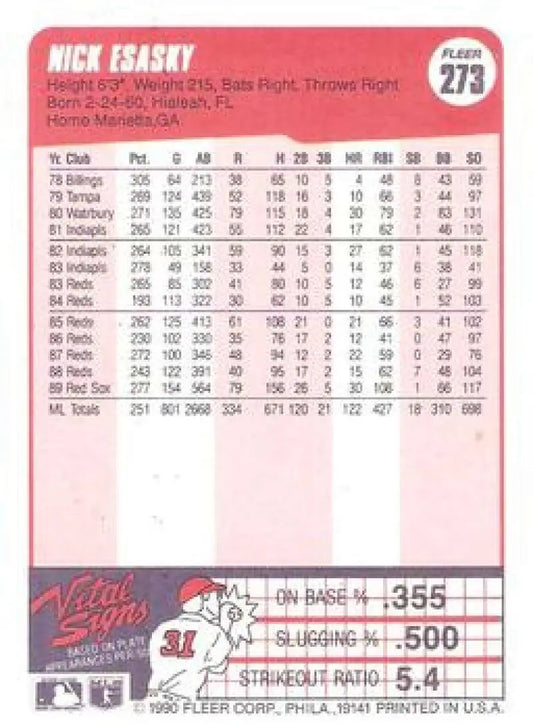 NICK ESASKY
FLEER
273
Height 6'3", Weight 215, Bats Right, Throws Right
Born 2-24-60, Hialeah, FL
Home Marietta, GA
Yr. Club Pct. G AB R H 2B 3B HR RBI SB BB SO
78 Billings 305 64 213 38 65 10 5 4 48 6 43 59
79 Tampa 269 124 439 52 118 16 3 10 66 3 44 97
80 Watrbury 271 135 425 79 115 18 4 30 79 2 83 131
81 Indiapls 265 121 423 55 112 22 4 17 62 1 46 110
82 Indiapls 264 105 341 59 90 15 3 27 62 1 45 118
83 Indiapls 278 49 158 33 44 5 0 14 37 6 38 41
83 Reds 265 85 302 41 80 10 5 12 46 6 27 99
84 Reds 193 113 322 30 62 10 5 10 45 1 52 103
85 Reds 262 125 413 61 108 21 0 21 66 3 41 102
86 Reds 230 102 330 35 76 17 2 12 41 0 47 97
87 Reds 272 100 346 48 94 12 2 22 59 0 29 76
88 Reds 243 122 391 40 95 17 2 15 62 7 48 104
89 Red Sox 277 154 564 79 156 26 5 30 108 1 66 117
ML Totals 251 801 2668 334 671 120 21 122 427 18 310 698
Vital Signs
BASED ON PLATE
APPEARANCES PER
31
ON BASE % .355
SLUGGING % .500
STRIKEOUT RATIO 5.4
© 1990 FLEER CORP., PHILA., 19141 PRINTED IN U.S.A.